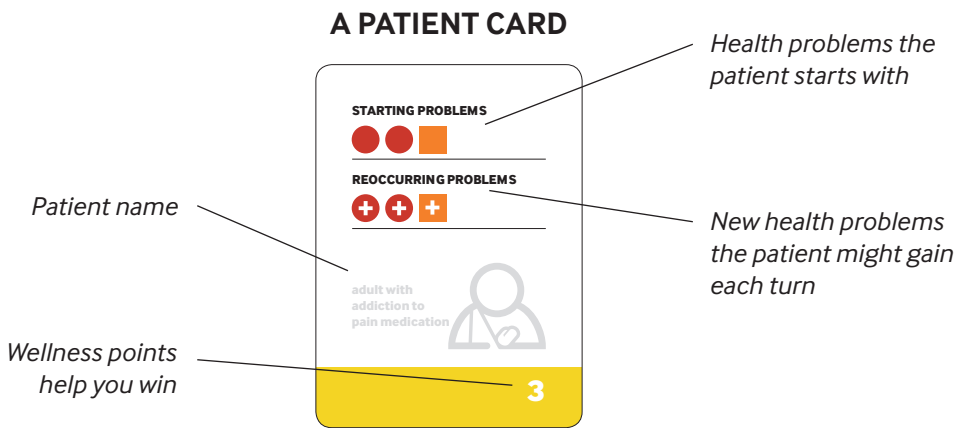 A PATIENT CARD
Health problems the
patient starts with
STARTING PROBLEMS
REOCCURRING PROBLEMS
Patient name
New health problems
the patient might gain
each turn
adult with
addiction to
pain medication
Wellness points
help you win
3